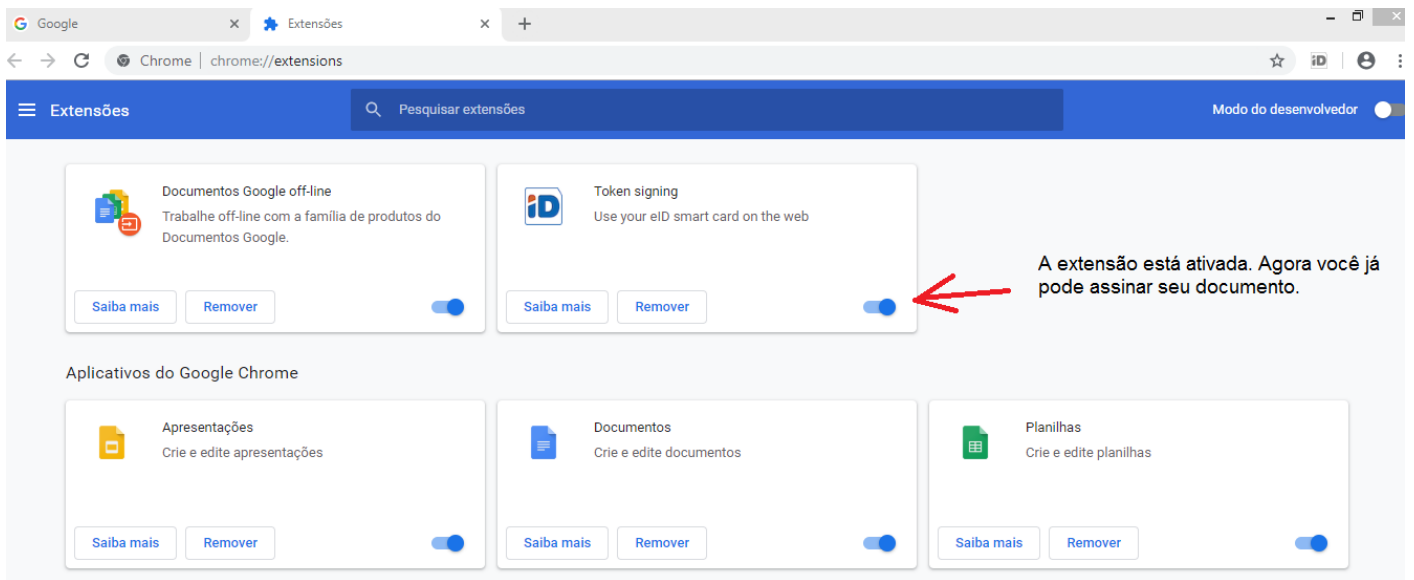 Google
Extensões
Chrome | chrome://extensions
iD
Extensões
Pesquisar extensões
Modo do desenvolvedor
Documentos Google off-line
Trabalhe off-line com a família de produtos do
Documentos Google.
Saiba mais
Remover
iD
Token signing
Use your eID smart card on the web
Saiba mais
Remover
A extensão está ativada. Agora você já
pode assinar seu documento.
Aplicativos do Google Chrome
Apresentações
Crie e edite apresentações
Saiba mais
Remover
Documentos
Crie e edite documentos
Saiba mais
Remover
Planilhas
Crie e edite planilhas
Saiba mais
Remover